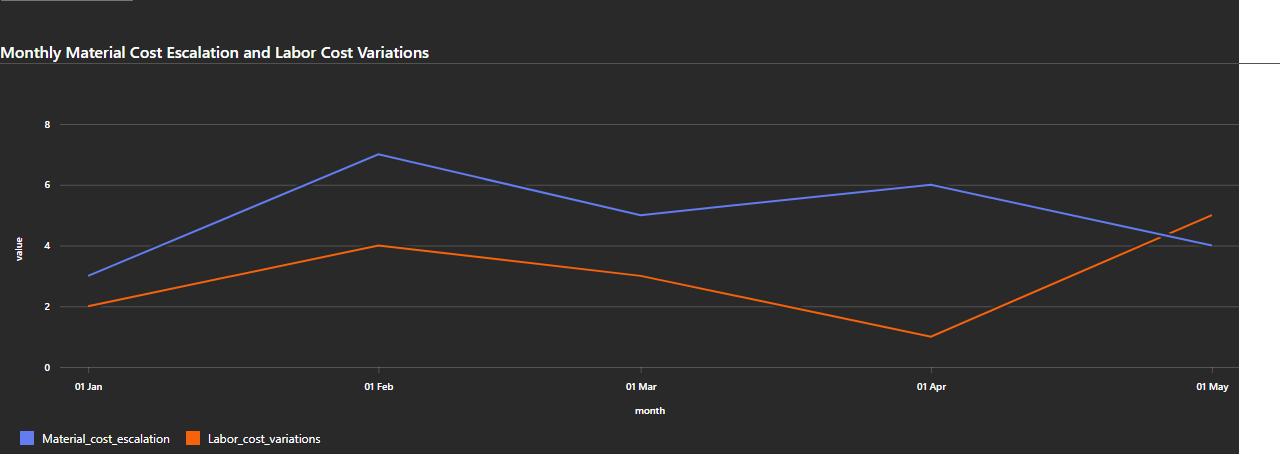 Monthly Material Cost Escalation and Labor Cost Variations
8
6
4
2
0
value
01 Jan
01 Feb
01 Mar
01 Apr
01 May
month
Material_cost_escalation
Labor_cost_variations